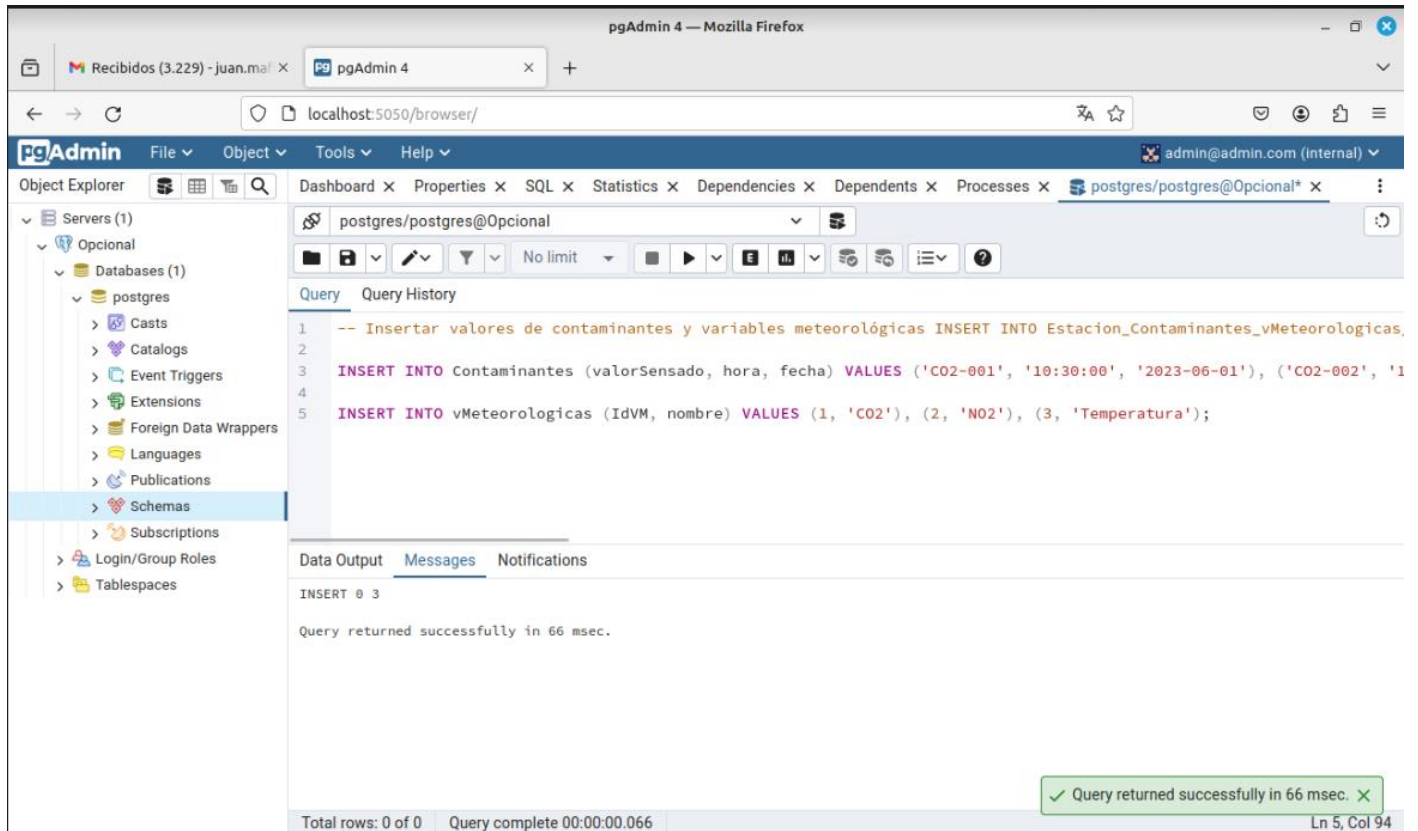 pgAdmin 4 — Mozilla Firefox
Recibidos (3.229) - juan.ma
pgAdmin 4
localhost:5050/browser/
pgAdmin File Object Tools Help admin@admin.com (internal)
Object Explorer
Dashboard Properties SQL Statistics Dependencies Dependents Processes postgres/postgres@Opcional*
Servers (1)
Opcional
Databases (1)
postgres
Casts
Catalogs
Event Triggers
Extensions
Foreign Data Wrappers
Languages
Publications
Schemas
Subscriptions
Login/Group Roles
Tablespaces
postgres/postgres@Opcional
No limit
Query Query History
1 -- Insertar valores de contaminantes y variables meteorológicas INSERT INTO Estacion_Contaminantes_vMeteorologicas_
2
3 INSERT INTO Contaminantes (valorSensado, hora, fecha) VALUES ('CO2-001', '10:30:00', '2023-06-01'), ('CO2-002', '1
4
5 INSERT INTO vMeteorologicas (IdVM, nombre) VALUES (1, 'CO2'), (2, 'NO2'), (3, 'Temperatura');
Data Output Messages Notifications
INSERT 0 3
Query returned successfully in 66 msec.
Query returned successfully in 66 msec.
Total rows: 0 of 0 Query complete 00:00:00.066 Ln 5, Col 94